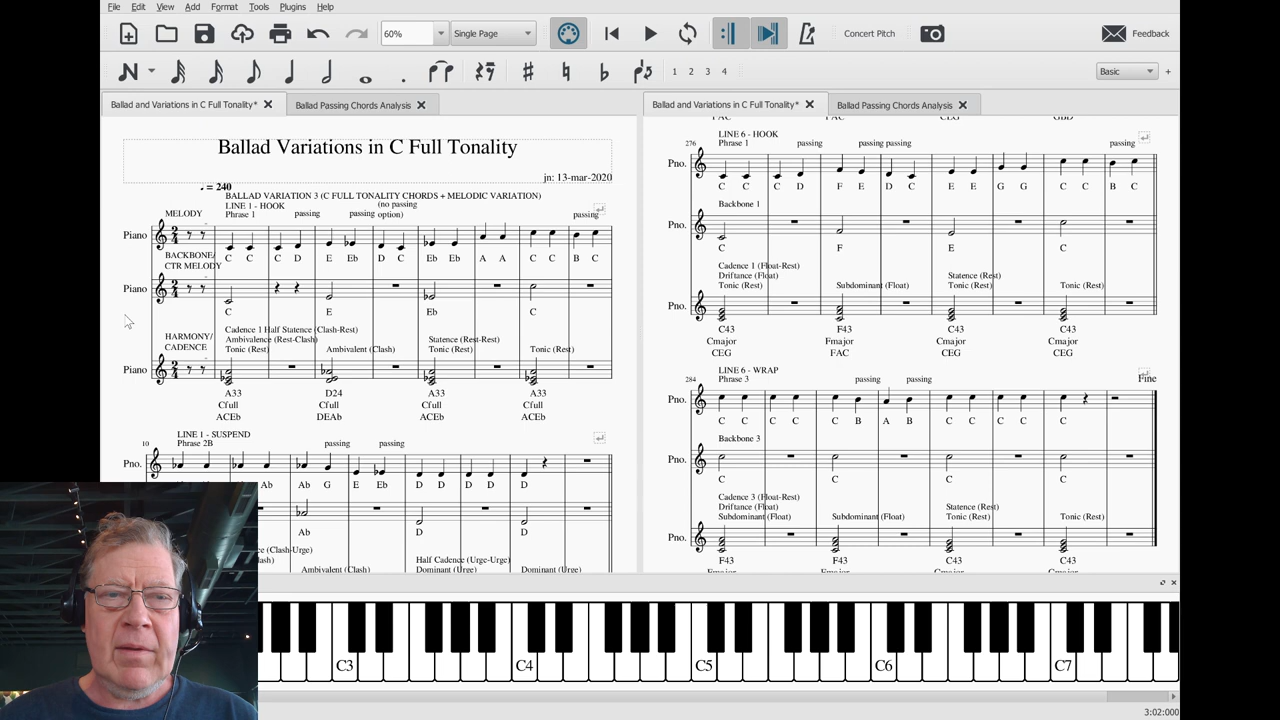 File Edit View Add Format Tools Plugins Help
60% Single Page Concert Pitch Feedback
1 2 3 4 Basic +
Ballad and Variations in C Full Tonality* Ballad Passing Chords Analysis
Ballad Variations in C Full Tonality
jn: 13-mar-2020
= 240
BALLAD VARIATION 3 (C FULL TONALITY CHORDS + MELODIC VARIATION)
LINE 1 - HOOK
(no passing
MELODY Phrase 1 passing passing option) passing
Piano
C C C D E Eb D C Eb Eb A A C C B C
BACKBONE/
CTR MELODY
Piano
C E Eb C
Cadence 1 Half Statence (Clash-Rest)
HARMONY/ Ambivalence (Rest-Clash) Statence (Rest-Rest)
CADENCE Tonic (Rest) Ambivalent (Clash) Tonic (Rest) Tonic (Rest)
Piano
A33 D24 A33 A33
Cfull Cfull Cfull Cfull
ACEb DEAb ACEb ACEb
LINE 1 - SUSPEND
10 Phrase 2B passing passing
Pno.
Ab Ab G E Eb D D D D D
Ab D D
(Clash-Urge) Half Cadence (Urge-Urge)
Ambivalent (Clash) Dominant (Urge) Dominant (Urge)
Ballad and Variations in C Full Tonality* Ballad Passing Chords Analysis
LINE 6 - HOOK
276 Phrase 1 passing passing passing passing
Pno.
C C C D F E D C E E G G C C B C
Backbone 1
Pno.
C F E C
Cadence 1 (Float-Rest)
Driftance (Float) Statence (Rest)
Tonic (Rest) Subdominant (Float) Tonic (Rest) Tonic (Rest)
Pno.
C43 F43 C43 C43
Cmajor Fmajor Cmajor Cmajor
CEG FAC CEG CEG
LINE 6 - WRAP
284 Phrase 3 passing passing Fine
Pno.
C C C C C B A B C C C C C
Backbone 3
Pno.
C C C C
Cadence 3 (Float-Rest)
Driftance (Float) Statence (Rest)
Subdominant (Float) Subdominant (Float) Tonic (Rest) Tonic (Rest)
Pno.
F43 F43 C43 C43
C3 C4 C5 C6 C7
3:02:000